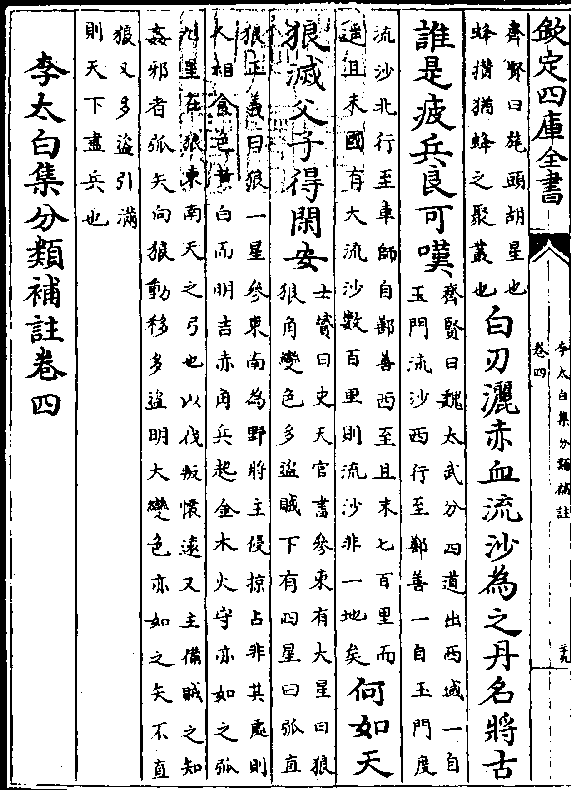 欽定四庫全書
李太白集分類補註
卷四
齊賢曰旄頭胡星也
蜂攅猶蜂之聚叢也
白刃灑赤血流沙為之丹名將古
誰是疲兵良可嘆
齊賢曰魏太武分四道出西域一自
玉門流沙西行至鄯善一自玉門度
流沙北行至車師自鄯善西至且末七百里而
且末國有大流沙數百里則流沙非一地矣
何如天
狼滅父子得閑安
士贇曰史天官書參東有大星曰狼
狼角變色多盜賊下有四星曰弧直
狼正義曰狼一星參東南為野將主侵掠占非其處則
人相食色黄白而明吉赤角兵起金木火守亦如之弧
九星在狼東南天之弓也以伐叛懷遠又主備賊之知
姦邪者弧矢向狼動移多盜明大變色亦如之矢不直
狼又多盜引滿
則天下盡兵也
李太白集分類補註卷四